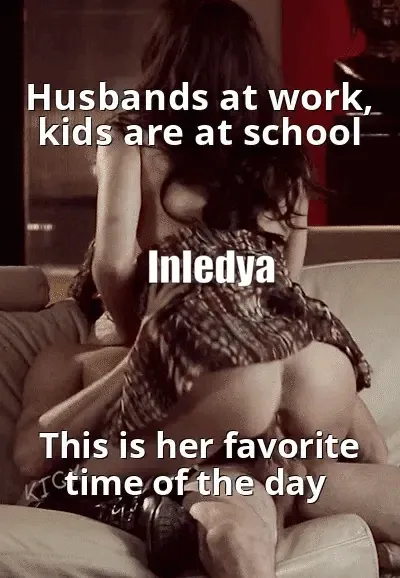 Husbands at work,
kids are at school
Inledya
This is her favorite
time of the day